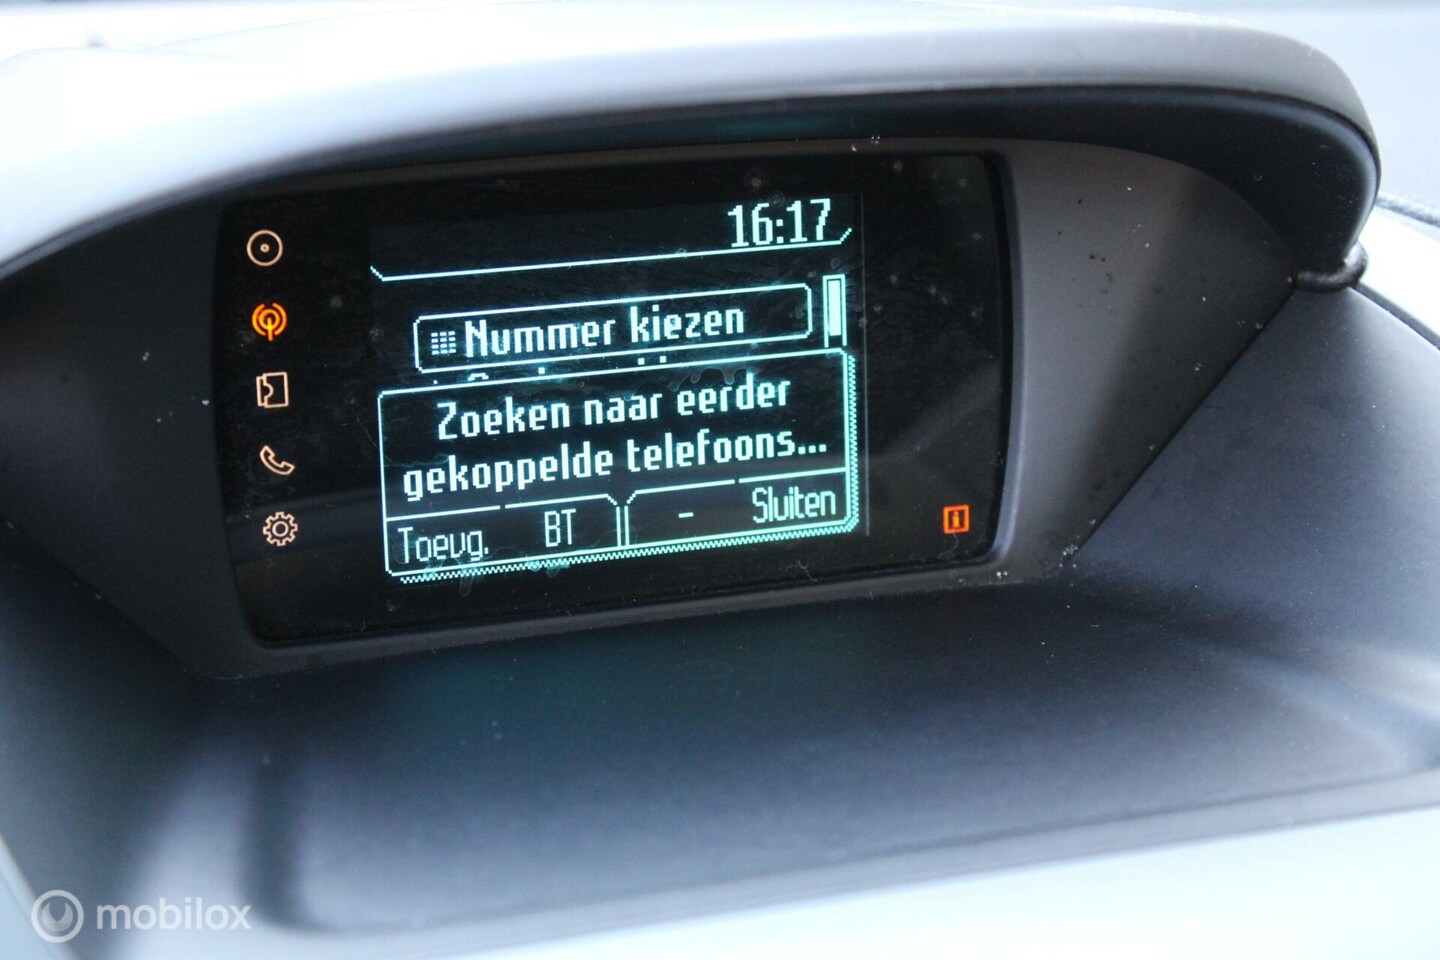 16:17
Nummer kiezen
Zoeken naar eerder
gekoppelde telefoons...
Toevg. BT - Sluiten
mobilox